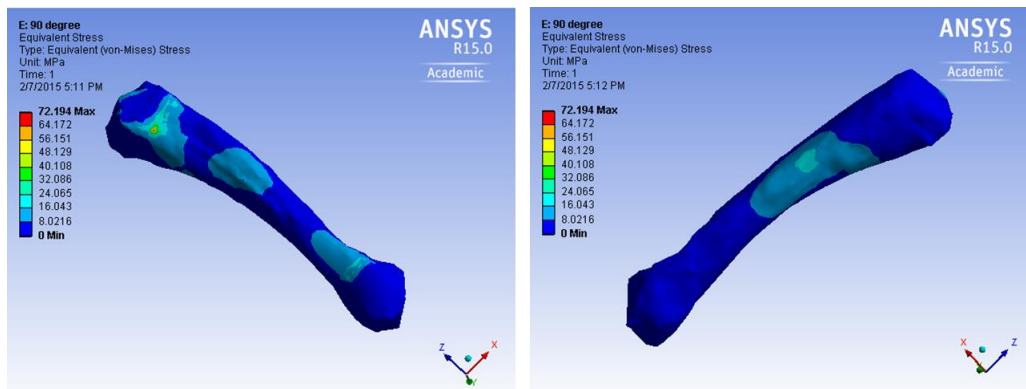 E: 90 degree
Equivalent Stress
Type: Equivalent (von-Mises) Stress
Unit: MPa
Time: 1
2/7/2015 5:11 PM
72.194 Max
64.172
56.151
48.129
40.108
32.086
24.065
16.043
8.0216
0 Min
ANSYS
R15.0
Academic
Z
X
Y
E: 90 degree
Equivalent Stress
Type: Equivalent (von-Mises) Stress
Unit: MPa
Time: 1
2/7/2015 5:12 PM
72.194 Max
64.172
56.151
48.129
40.108
32.086
24.065
16.043
8.0216
0 Min
ANSYS
R15.0
Academic
X
Z